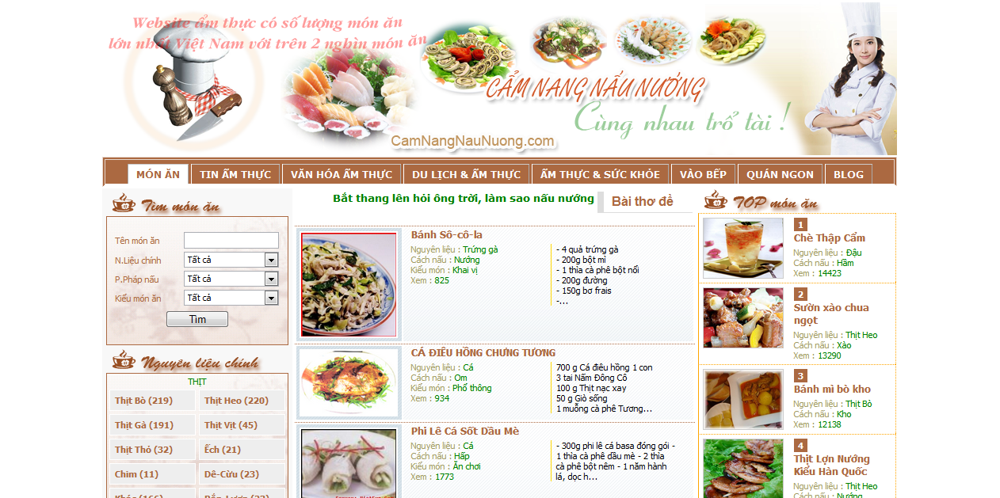 Website ẩm thực có số lượng món ăn
lớn nhất Việt Nam với trên 2 nghìn món ăn
CẨM NANG NẤU NƯỚNG
Cùng nhau trổ tài !
CamNangNauNuong.com
MÓN ĂN
TIN ẨM THỰC
VĂN HÓA ẨM THỰC
DU LỊCH & ẨM THỰC
ẨM THỰC & SỨC KHỎE
VÀO BẾP
QUÁN NGON
BLOG
Tìm món ăn
Tên món ăn
N.Liệu chính
Tất cả
P.Pháp nấu
Tất cả
Kiểu món ăn
Tất cả
Tìm
Nguyên liệu chính
THỊT
Thịt Bò (219)
Thịt Heo (220)
Thịt Gà (191)
Thịt Vịt (45)
Thịt Thỏ (32)
Ếch (21)
Chim (11)
Dê-Cừu (23)
Khác (166)
Bắt thang lên hỏi ông trời, làm sao nấu nướng
Bài thơ đề
Bánh Sô-cô-la
Nguyên liệu : Trứng gà
Cách nấu : Nướng
Kiểu món : Khai vị
Xem : 825
- 4 quả trứng gà
- 200g bột mì
- 1 thìa cà phê bột nổi
- 200g đường
- 150g bơ frais
-...
CÁ ĐIÊU HỒNG CHƯNG TƯƠNG
Nguyên liệu : Cá
Cách nấu : Om
Kiểu món : Phổ thông
Xem : 934
700 g Cá điêu hồng 1 con
3 tai Nấm Đông Cô
100 g Thịt nạc xay
50 g Giò sống
1 muỗng cà phê Tương...
Phi Lê Cá Sốt Dầu Mè
Nguyên liệu : Cá
Cách nấu : Hấp
Kiểu món : Ăn chơi
Xem : 1773
- 300g phi lê cá basa đông gói -
1 thìa cà phê dầu mè - 2 thìa
cà phê bột nêm - 1 năm hành
lá, dọc h...
TOP món ăn
1
Chè Thập Cẩm
Nguyên liệu : Đậu
Cách nấu : Hầm
Xem : 14423
2
Sườn xào chua
ngọt
Nguyên liệu : Thịt Heo
Cách nấu : Xào
Xem : 13290
3
Bánh mì bò kho
Nguyên liệu : Thịt Bò
Cách nấu : Kho
Xem : 12138
4
Thịt Lợn Nướng
Kiểu Hàn Quốc
Nguyên liệu : Thịt Heo
Cách nấu : Nướng